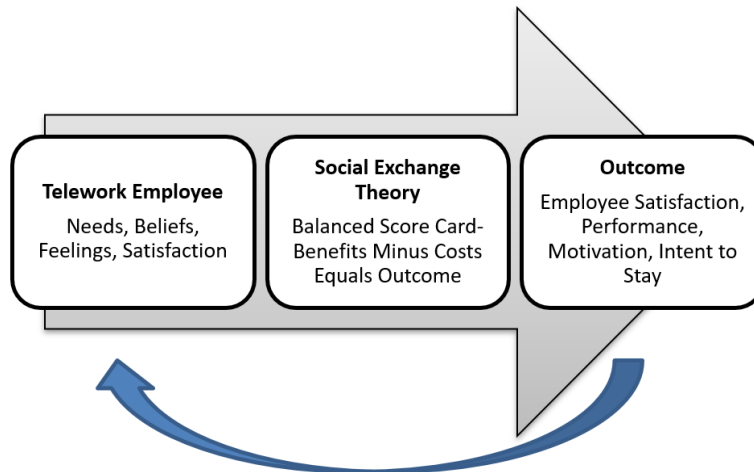 Telework Employee
Needs, Beliefs,
Feelings, Satisfaction
Social Exchange
Theory
Balanced Score Card-
Benefits Minus Costs
Equals Outcome
Outcome
Employee Satisfaction,
Performance,
Motivation, Intent to
Stay